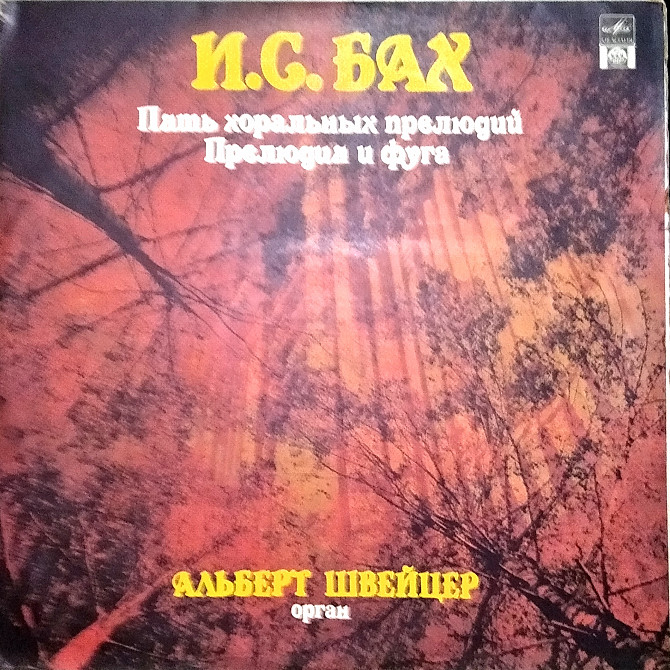 И.С. БАХ
Пять хоральных прелюдий
Прелюдия и фуга
АЛЬБЕРТ ШВЕЙЦЕР
орган